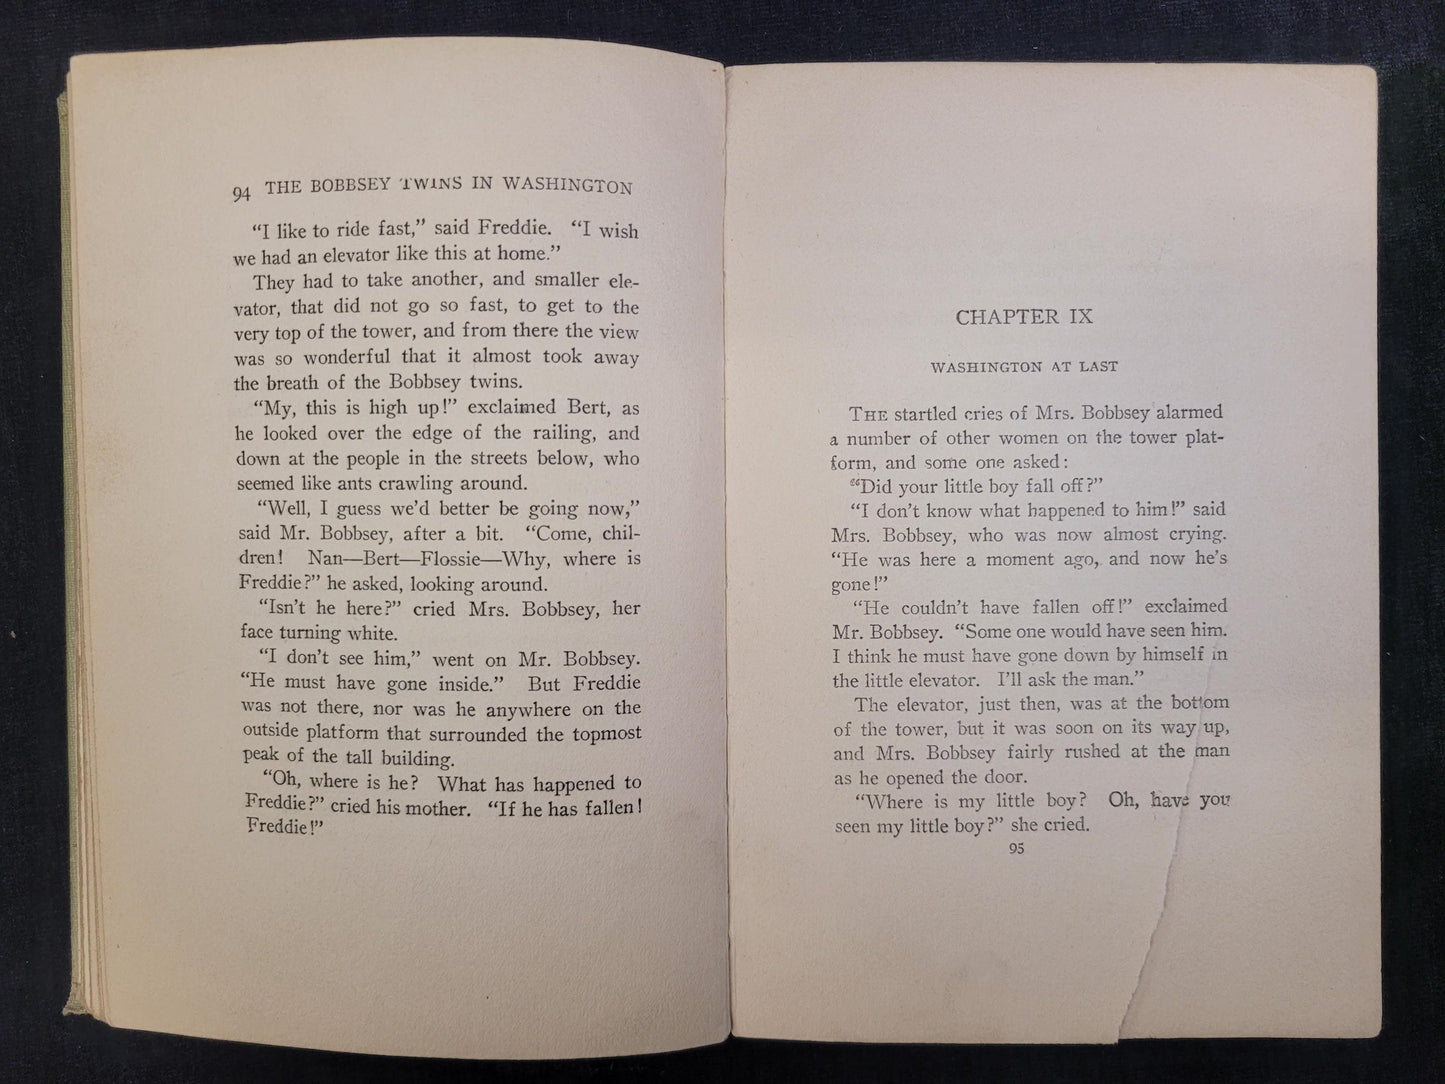 94 THE BOBBSEY TWINS IN WASHINGTON
“I like to ride fast,” said Freddie. “I wish
we had an elevator like this at home.”
They had to take another, and smaller ele-
vator, that did not go so fast, to get to the
very top of the tower, and from there the view
was so wonderful that it almost took away
the breath of the Bobbsey twins.
“My, this is high up!” exclaimed Bert, as
he looked over the edge of the railing, and
down at the people in the streets below, who
seemed like ants crawling around.
“Well, I guess we’d better be going now,”
said Mr. Bobbsey, after a bit. “Come, chil-
dren! Nan—Bert—Flossie—Why, where is
Freddie?” he asked, looking around.
“Isn’t he here?” cried Mrs. Bobbsey, her
face turning white.
“I don’t see him,” went on Mr. Bobbsey.
“He must have gone inside.” But Freddie
was not there, nor was he anywhere on the
outside platform that surrounded the topmost
peak of the tall building.
“Oh, where is he? What has happened to
Freddie?” cried his mother. “If he has fallen!
Freddie!”
CHAPTER IX
WASHINGTON AT LAST
THE startled cries of Mrs. Bobbsey alarmed
a number of other women on the tower plat-
form, and some one asked:
“Did your little boy fall off?”
“I don’t know what happened to him!” said
Mrs. Bobbsey, who was now almost crying.
“He was here a moment ago, and now he’s
gone!”
“He couldn’t have fallen off!” exclaimed
Mr. Bobbsey. “Some one would have seen him.
I think he must have gone down by himself in
the little elevator. I’ll ask the man.”
The elevator, just then, was at the bottom
of the tower, but it was soon on its way up,
and Mrs. Bobbsey fairly rushed at the man
as he opened the door.
“Where is my little boy? Oh, have you
seen my little boy?” she cried.
95